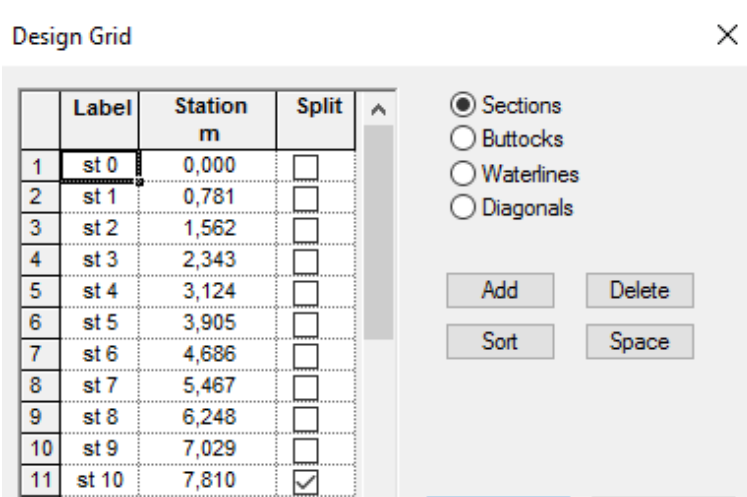 Design Grid
Label Station m Split
1 st 0 0,000
2 st 1 0,781
3 st 2 1,562
4 st 3 2,343
5 st 4 3,124
6 st 5 3,905
7 st 6 4,686
8 st 7 5,467
9 st 8 6,248
10 st 9 7,029
11 st 10 7,810
Sections
Buttocks
Waterlines
Diagonals
Add Delete
Sort Space